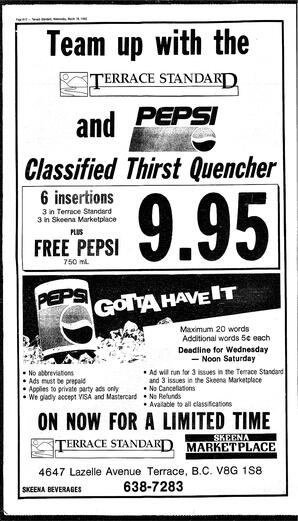 Team up with the
TERRACE STANDARD
and PEPSI
Classified Thirst Quencher
6 insertions
3 in Terrace Standard
3 in Skeena Marketplace
PLUS
FREE PEPSI
750 mL
9.95
PEPSI
GOTTA HAVE IT
Maximum 20 words
Additional words 5¢ each
Deadline for Wednesday
— Noon Saturday
• No abbreviations
• Ads must be prepaid
• Applies to private party ads only
• We gladly accept VISA and Mastercard
• Ad will run for 3 issues in the Terrace Standard
and 3 issues in the Skeena Marketplace
• No Cancellations
• No Refunds
• Available to all classifications
ON NOW FOR A LIMITED TIME
TERRACE STANDARD
SKEENA
MARKETPLACE
4647 Lazelle Avenue Terrace, B.C. V8G 1S8
SKEENA BEVERAGES
638-7283